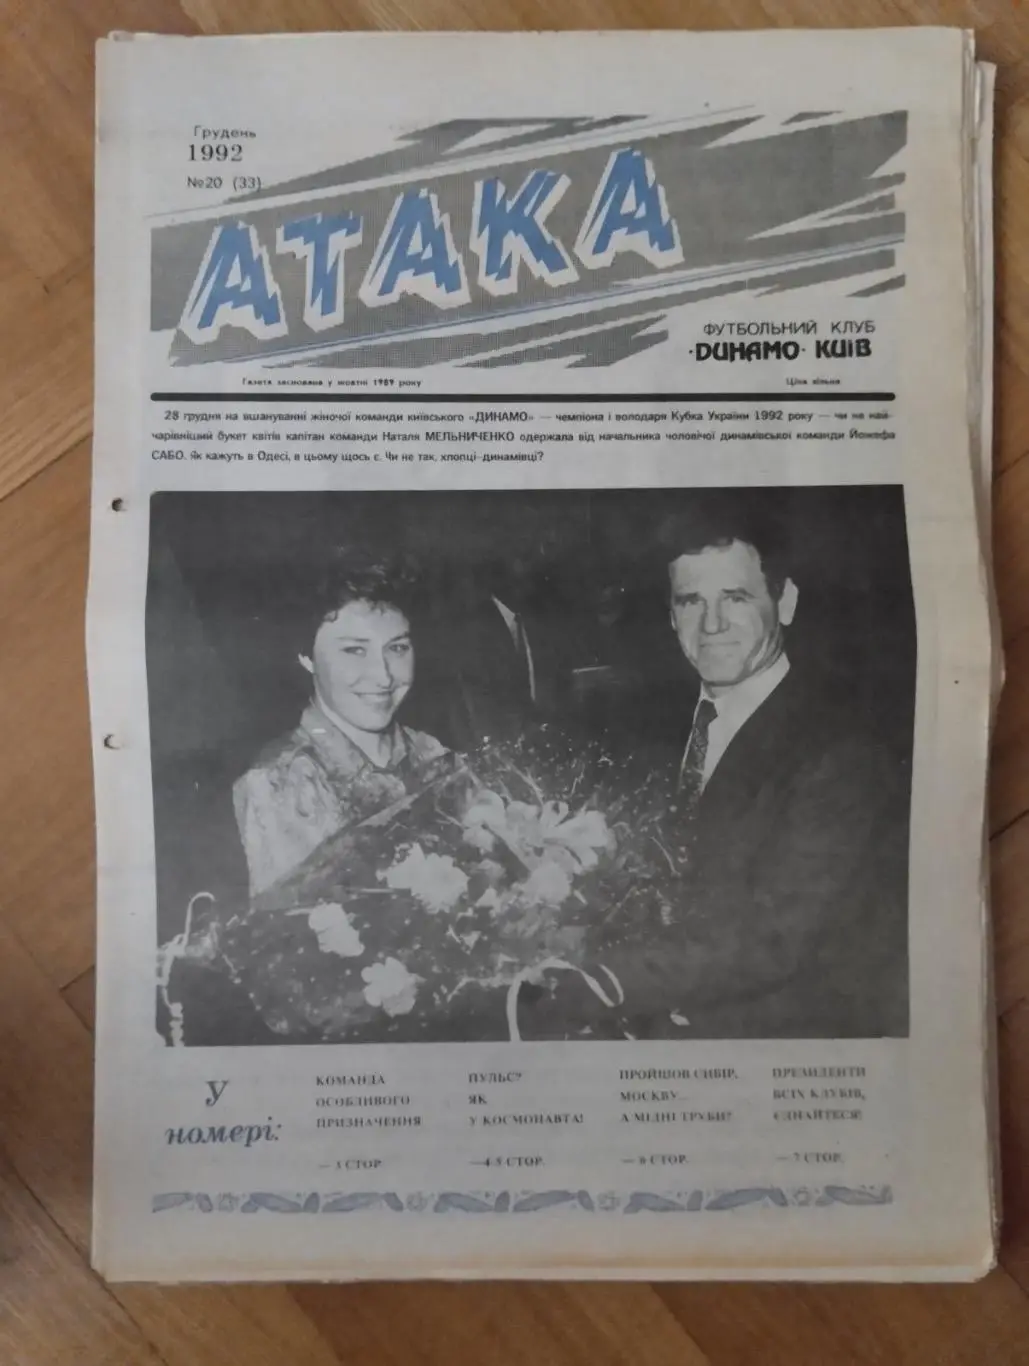 Грудень
1992
№20 (33)
АТАКА
ФУТБОЛЬНИЙ КЛУБ
·DИНАМО· КИЇВ
Газета заснована у жовтні 1989 року
Ціна вільна
28 грудня на вшануванні жіночої команди київського «ДИНАМО» — чемпіона і володаря Кубка України 1992 року — чи не най-
чарівніший букет квітів капітан команди Наталя МЕЛЬНИЧЕНКО одержала від начальника чоловічої динамівської команди Йожефа
САБО. Як кажуть в Одесі, в цьому щось є. Чи не так, хлопці-динамівці?
У
номері:
КОМАНДА
ОСОБЛИВОГО
ПРИЗНАЧЕННЯ
— 3 СТОР.
ПУЛЬС?
ЯК
У КОСМОНАВТА!
—4-5 СТОР.
ПРОЙШОВ СИБІР,
МОСКВУ...
А МІДНІ ТРУБИ?
— 6 СТОР.
ПРЕЗИДЕНТИ
ВСІХ КЛУБІВ,
ЄДНАЙТЕСЯ!
— 7 СТОР.